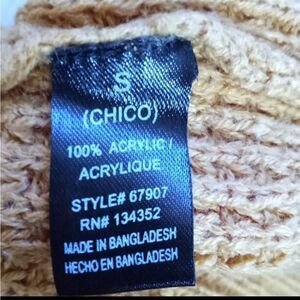 S
(CHICO)
100% ACRYLIC /
ACRYLIQUE
STYLE# 67907
RN# 134352
MADE IN BANGLADESH
HECHO EN BANGLADESH